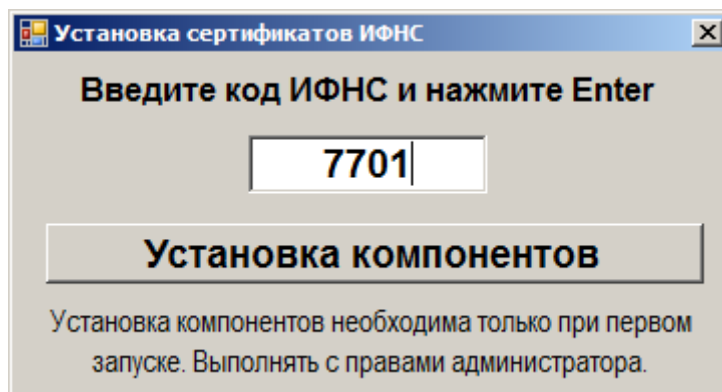 Установка сертификатов ИФНС
Введите код ИФНС и нажмите Enter
7701
Установка компонентов
Установка компонентов необходима только при первом
запуске. Выполнять с правами администратора.